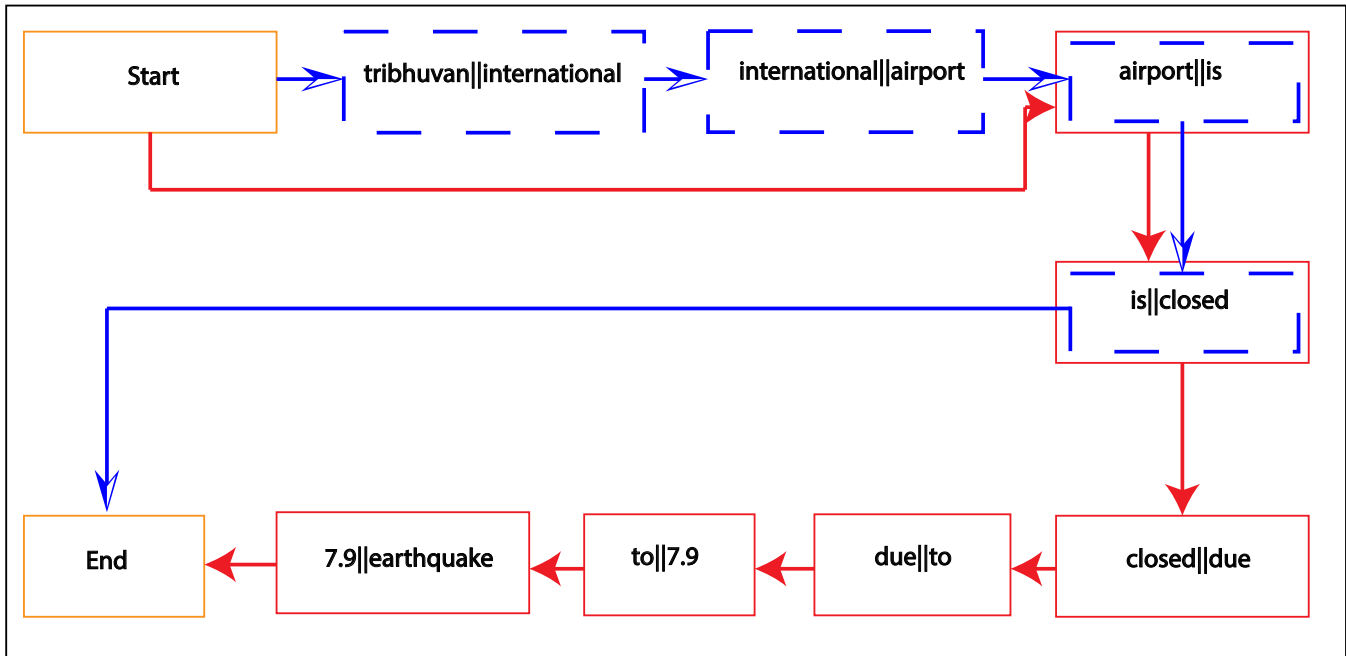 Start
tribhuvan||international
international||airport
airport||is
is||closed
End
7.9||earthquake
to||7.9
due||to
closed||due